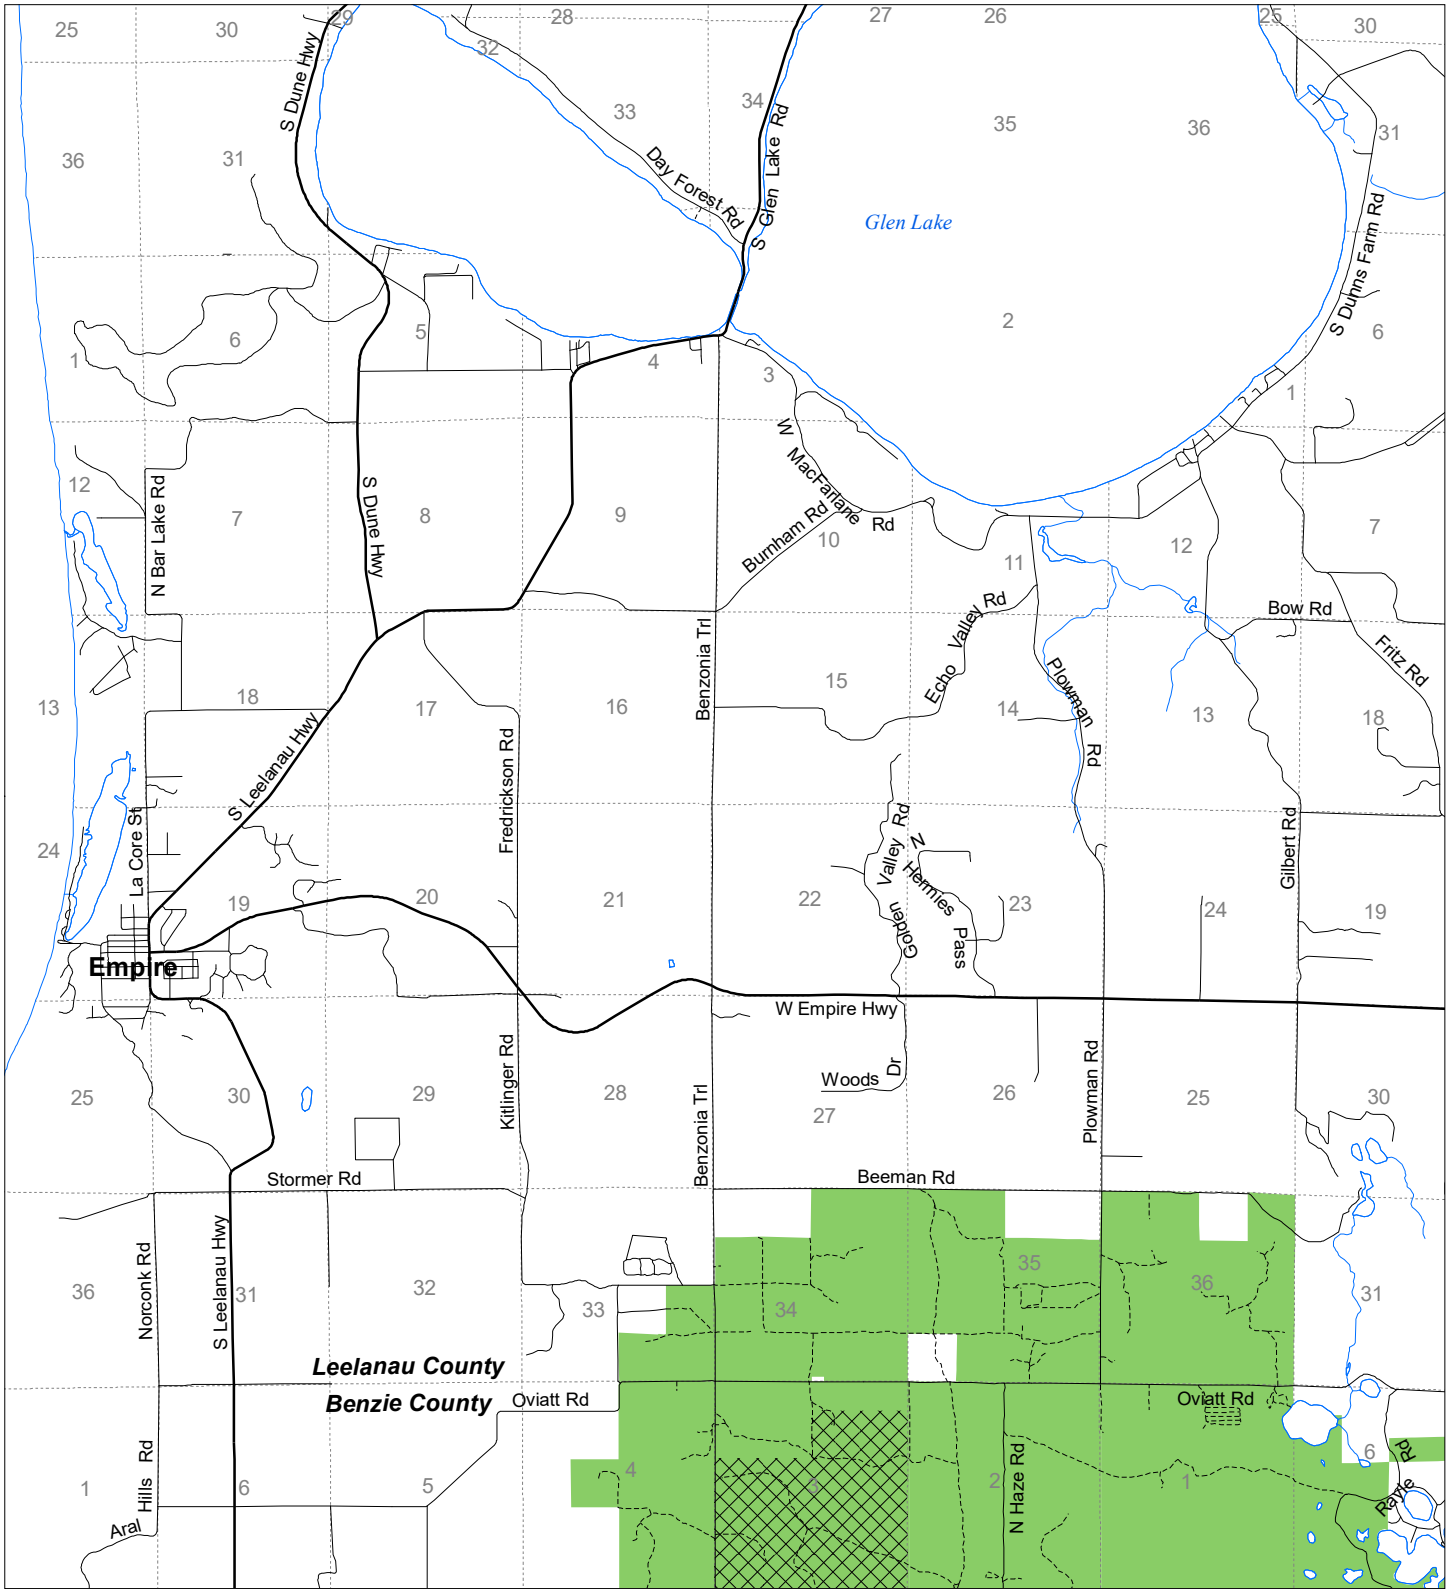 25
30
29
28
27
26
25
30
S Dune Hwy
32
33
34
35
36
31
36
31
Day Forest Rd
S Glen Lake Rd
Glen Lake
S Dunns Farm Rd
1
6
5
4
3
2
1
6
W MacFarlane Rd
Burnham Rd
12
N Bar Lake Rd
7
S Dune Hwy
8
9
10
11
12
7
Echo Valley Rd
Bow Rd
Fritz Rd
Benzonia Trl
Plowman Rd
13
18
17
16
15
14
13
18
S Leelanau Hwy
Fredrickson Rd
La Core St
24
19
20
21
22
Golden Valley Rd
N Hermies Pass
23
24
Gilbert Rd
19
Empire
W Empire Hwy
25
30
29
Kitlinger Rd
28
Benzonia Trl
Woods Dr
27
26
Plowman Rd
25
30
Stormer Rd
Beeman Rd
36
Norconk Rd
S Leelanau Hwy
31
32
33
34
35
36
31
Leelanau County
Benzie County
Oviatt Rd
Oviatt Rd
1
Aral Hills Rd
6
5
4
3
2
N Haze Rd
1
6
Rayle Rd